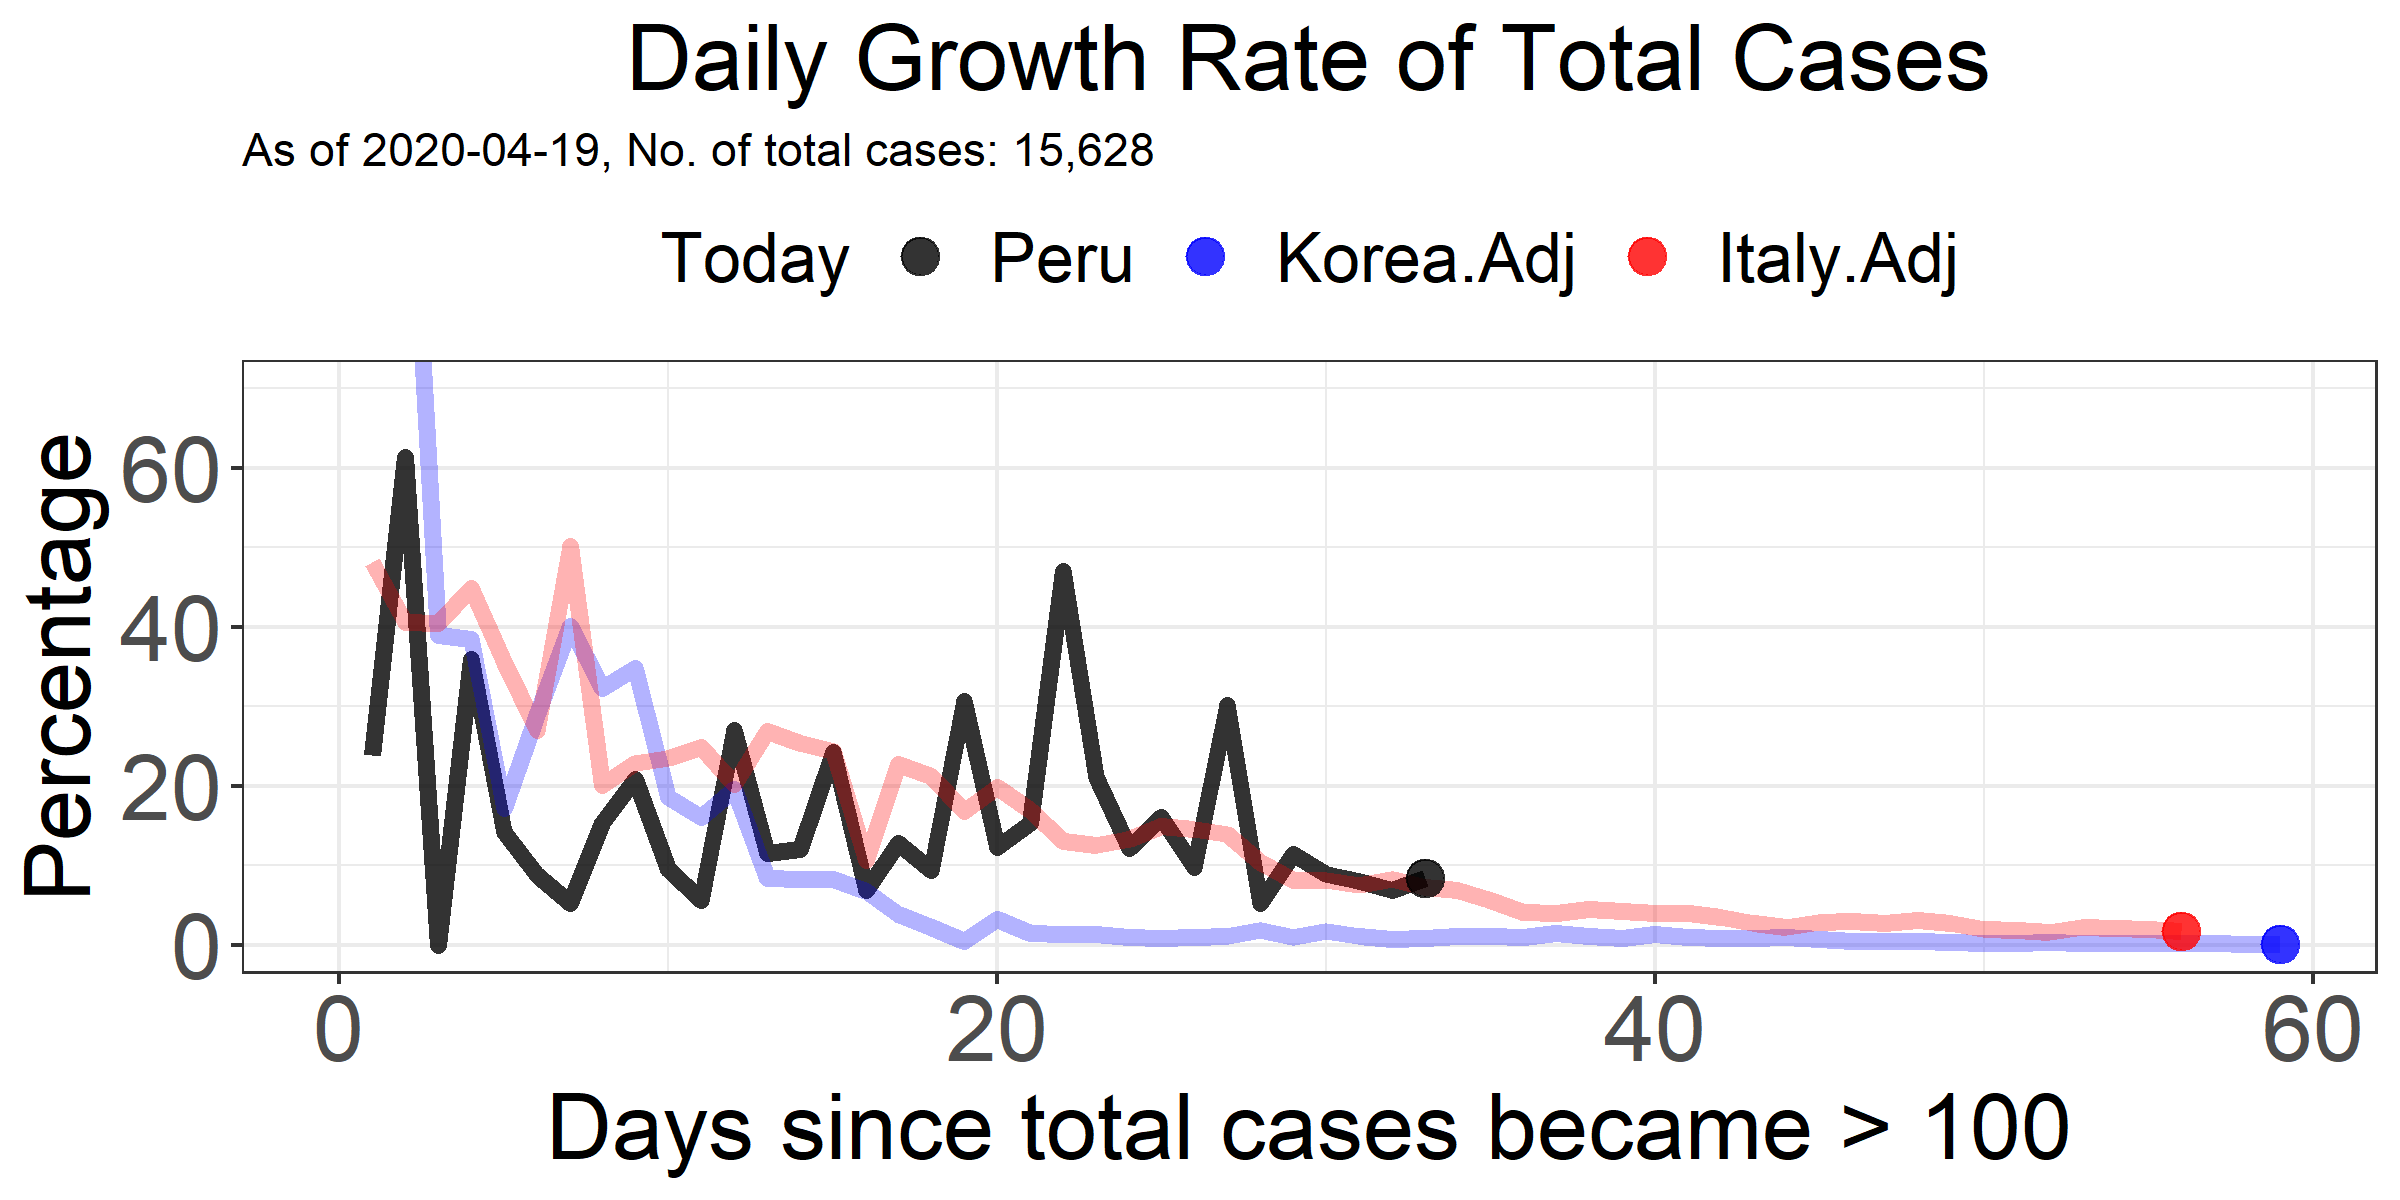 Daily Growth Rate of Total Cases
As of 2020-04-19, No. of total cases: 15,628
Today Peru Korea.Adj Italy.Adj
Percentage
60
40
20
0
0 20 40 60
Days since total cases became > 100